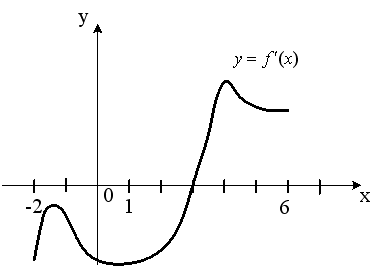 y
y = f'(x)
-2 0 1 6 x